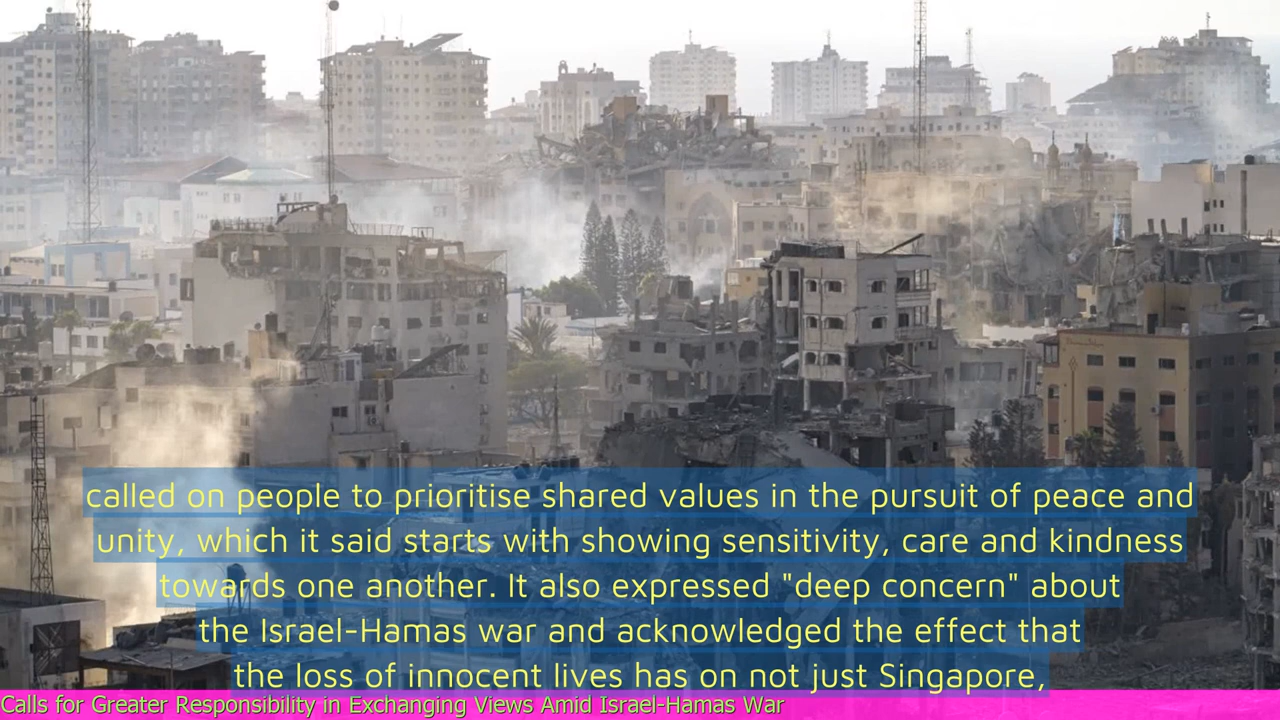 called on people to prioritise shared values in the pursuit of peace and
unity, which it said starts with showing sensitivity, care and kindness
towards one another. It also expressed "deep concern" about
the Israel-Hamas war and acknowledged the effect that
the loss of innocent lives has on not just Singapore,
Calls for Greater Responsibility in Exchanging Views Amid Israel-Hamas War